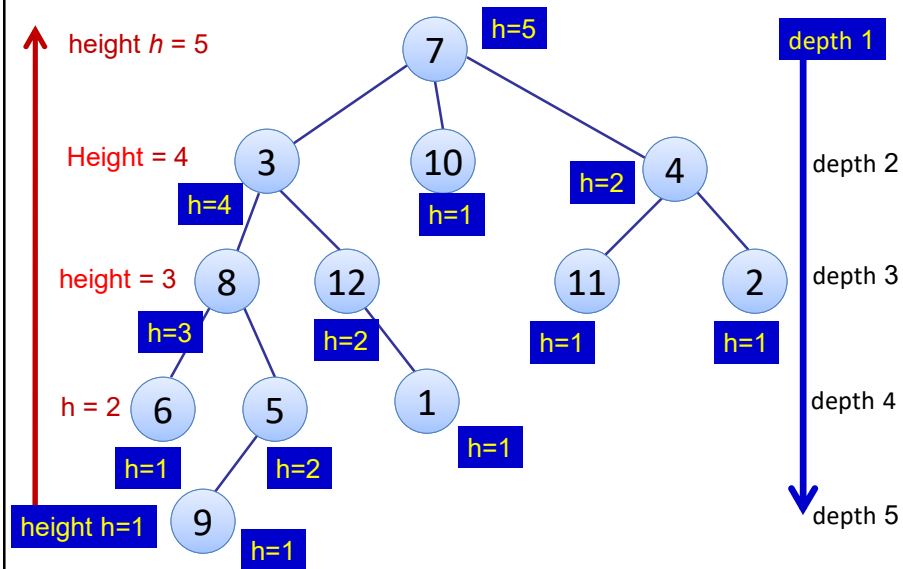 height h = 5
7
h=5
depth 1
Height = 4
3
10
4
depth 2
h=4
h=1
h=2
height = 3
8
12
11
2
depth 3
h=3
h=2
h=1
h=1
h = 2
6
5
1
depth 4
h=1
h=2
h=1
height h=1
9
h=1
depth 5